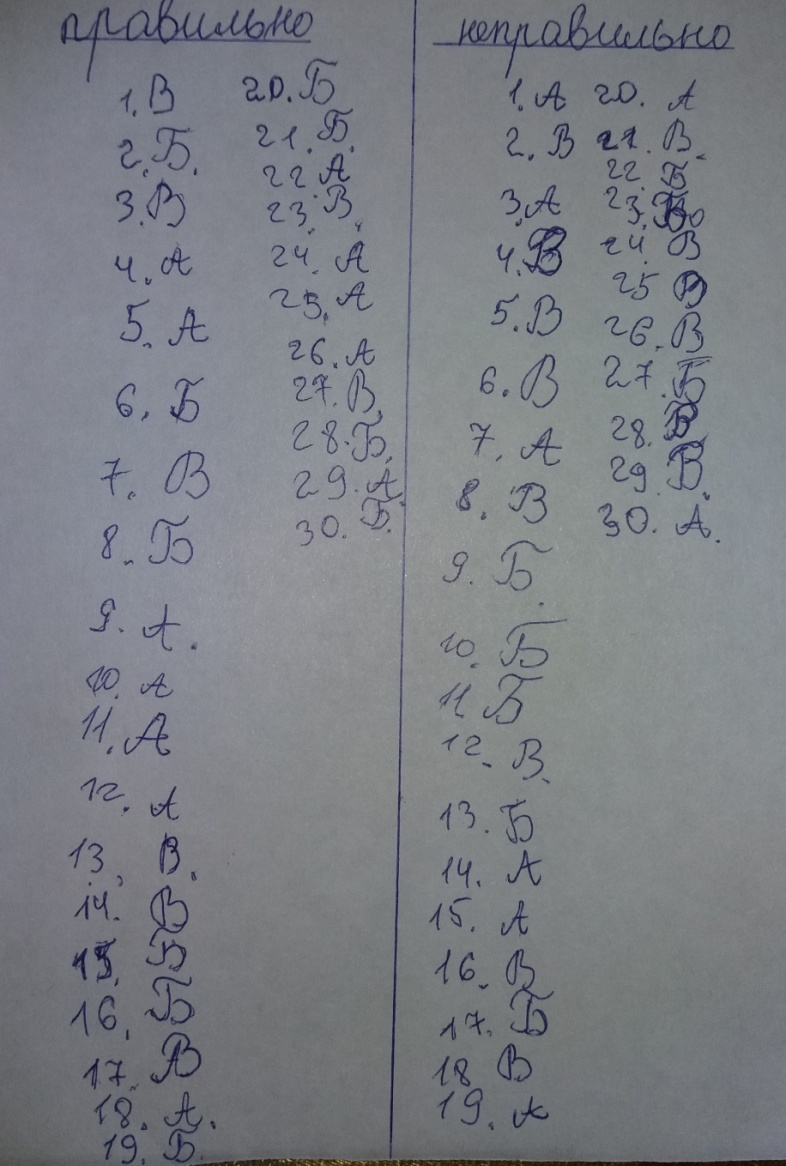 правильно
1. В
2. Б.
3. В
4. А
5. А
6. Б
7. В
8. Б
9. А.
10. А
11. А
12. А
13. В.
14. В
15. Б
16. Б
17. В
18. А.
19. Б.
20. Б
21. Б.
22. А
23. В.
24. А
25. А
26. А
27. В.
28. Б.
29. А.
30. Б.
неправильно
1. А
2. В
3. А
4. В
5. В
6. В
7. А
8. В
9. Б.
10. Б
11 Б
12. В.
13. Б
14. А
15. А
16. В
17. Б
18 В
19. А
20. А
21. В.
22. Б
23.
24. В
25 В
26. В
27. Б
28.
29. В.
30. А.